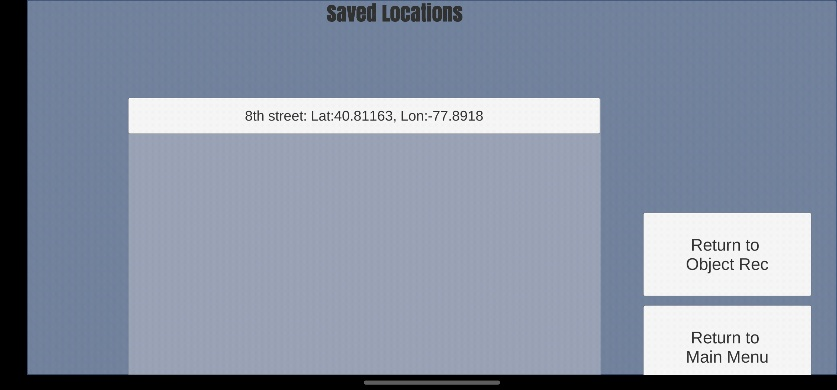 Saved Locations
8th street: Lat:40.81163, Lon:-77.8918
Return to
Object Rec
Return to
Main Menu